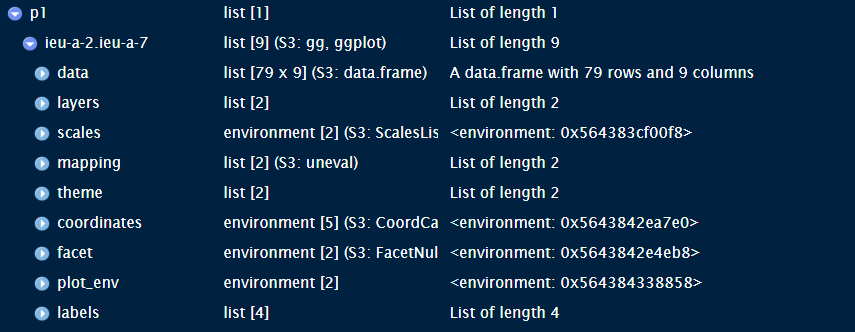 p1 list [1] List of length 1
ieu-a-2.ieu-a-7 list [9] (S3: gg, ggplot) List of length 9
data list [79 x 9] (S3: data.frame) A data.frame with 79 rows and 9 columns
layers list [2] List of length 2
scales environment [2] (S3: ScalesLis <environment: 0x564383cf00f8>
mapping list [2] (S3: uneval) List of length 2
theme list [2] List of length 2
coordinates environment [5] (S3: CoordCa <environment: 0x5643842ea7e0>
facet environment [2] (S3: FacetNul <environment: 0x5643842e4eb8>
plot_env environment [2] <environment: 0x564384338858>
labels list [4] List of length 4